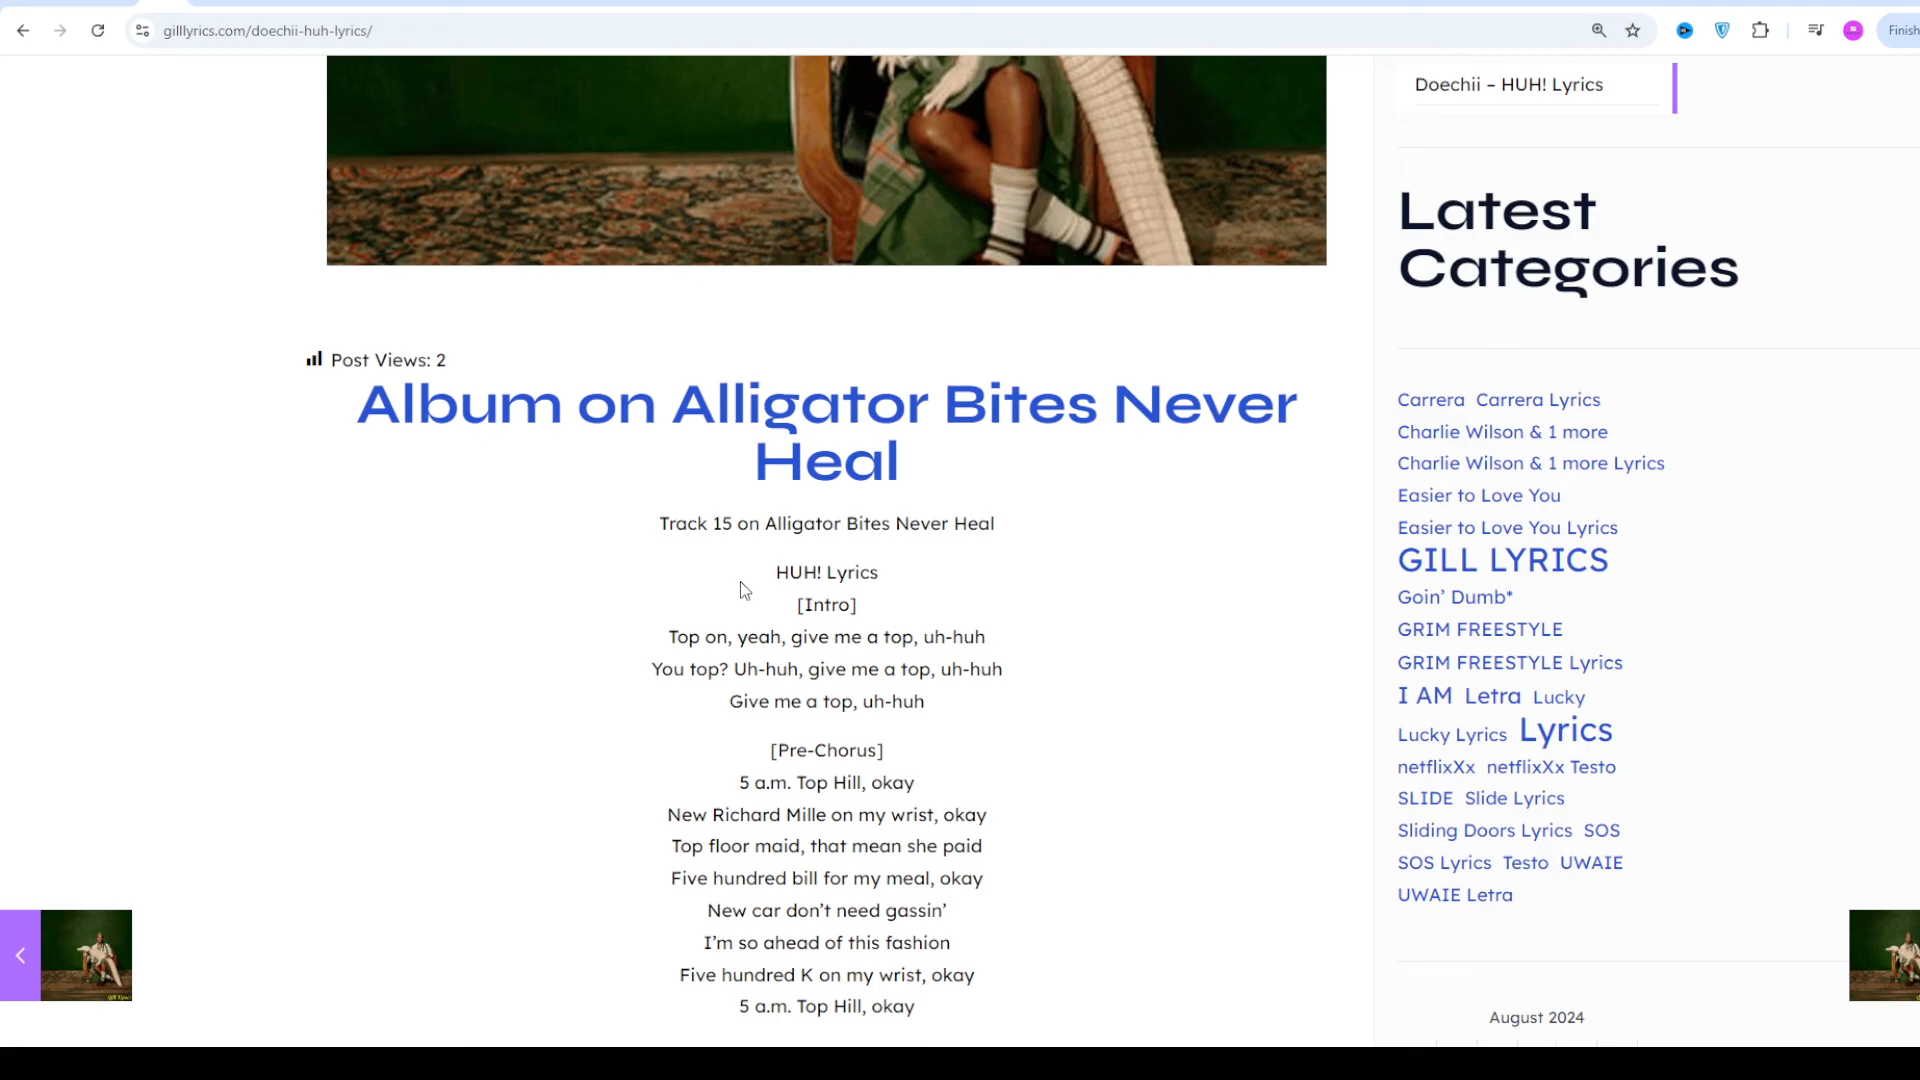 gilllyrics.com/doechii-huh-lyrics/
Finish
Doechii – HUH! Lyrics
Latest
Categories
Post Views: 2
Album on Alligator Bites Never
Heal
Track 15 on Alligator Bites Never Heal
HUH! Lyrics
[Intro]
Top on, yeah, give me a top, uh-huh
You top? Uh-huh, give me a top, uh-huh
Give me a top, uh-huh
[Pre-Chorus]
5 a.m. Top Hill, okay
New Richard Mille on my wrist, okay
Top floor maid, that mean she paid
Five hundred bill for my meal, okay
New car don’t need gassin’
I’m so ahead of this fashion
Five hundred K on my wrist, okay
5 a.m. Top Hill, okay
Carrera Carrera Lyrics
Charlie Wilson & 1 more
Charlie Wilson & 1 more Lyrics
Easier to Love You
Easier to Love You Lyrics
GILL LYRICS
Goin’ Dumb*
GRIM FREESTYLE
GRIM FREESTYLE Lyrics
I AM Letra Lucky
Lucky Lyrics Lyrics
netflixXx netflixXx Testo
SLIDE Slide Lyrics
Sliding Doors Lyrics SOS
SOS Lyrics Testo UWAIE
UWAIE Letra
August 2024